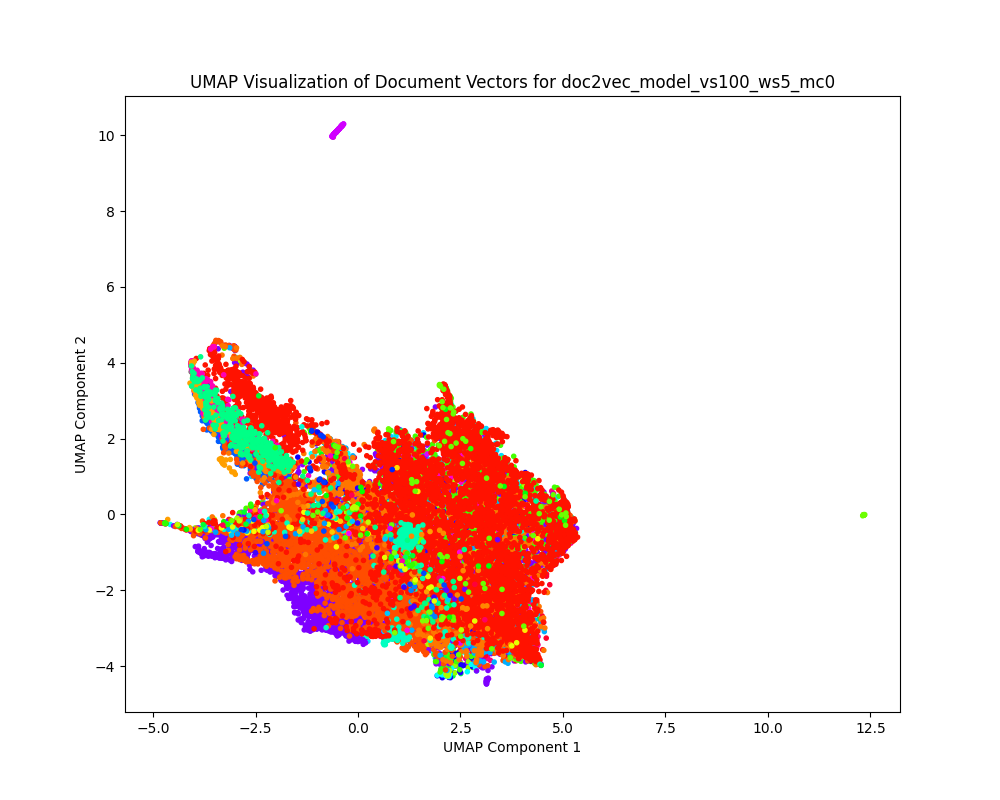 UMAP Visualization of Document Vectors for doc2vec_model_vs100_ws5_mc0
10
8
6
4
2
0
−2
−4
UMAP Component 2
−5.0 −2.5 0.0 2.5 5.0 7.5 10.0 12.5
UMAP Component 1